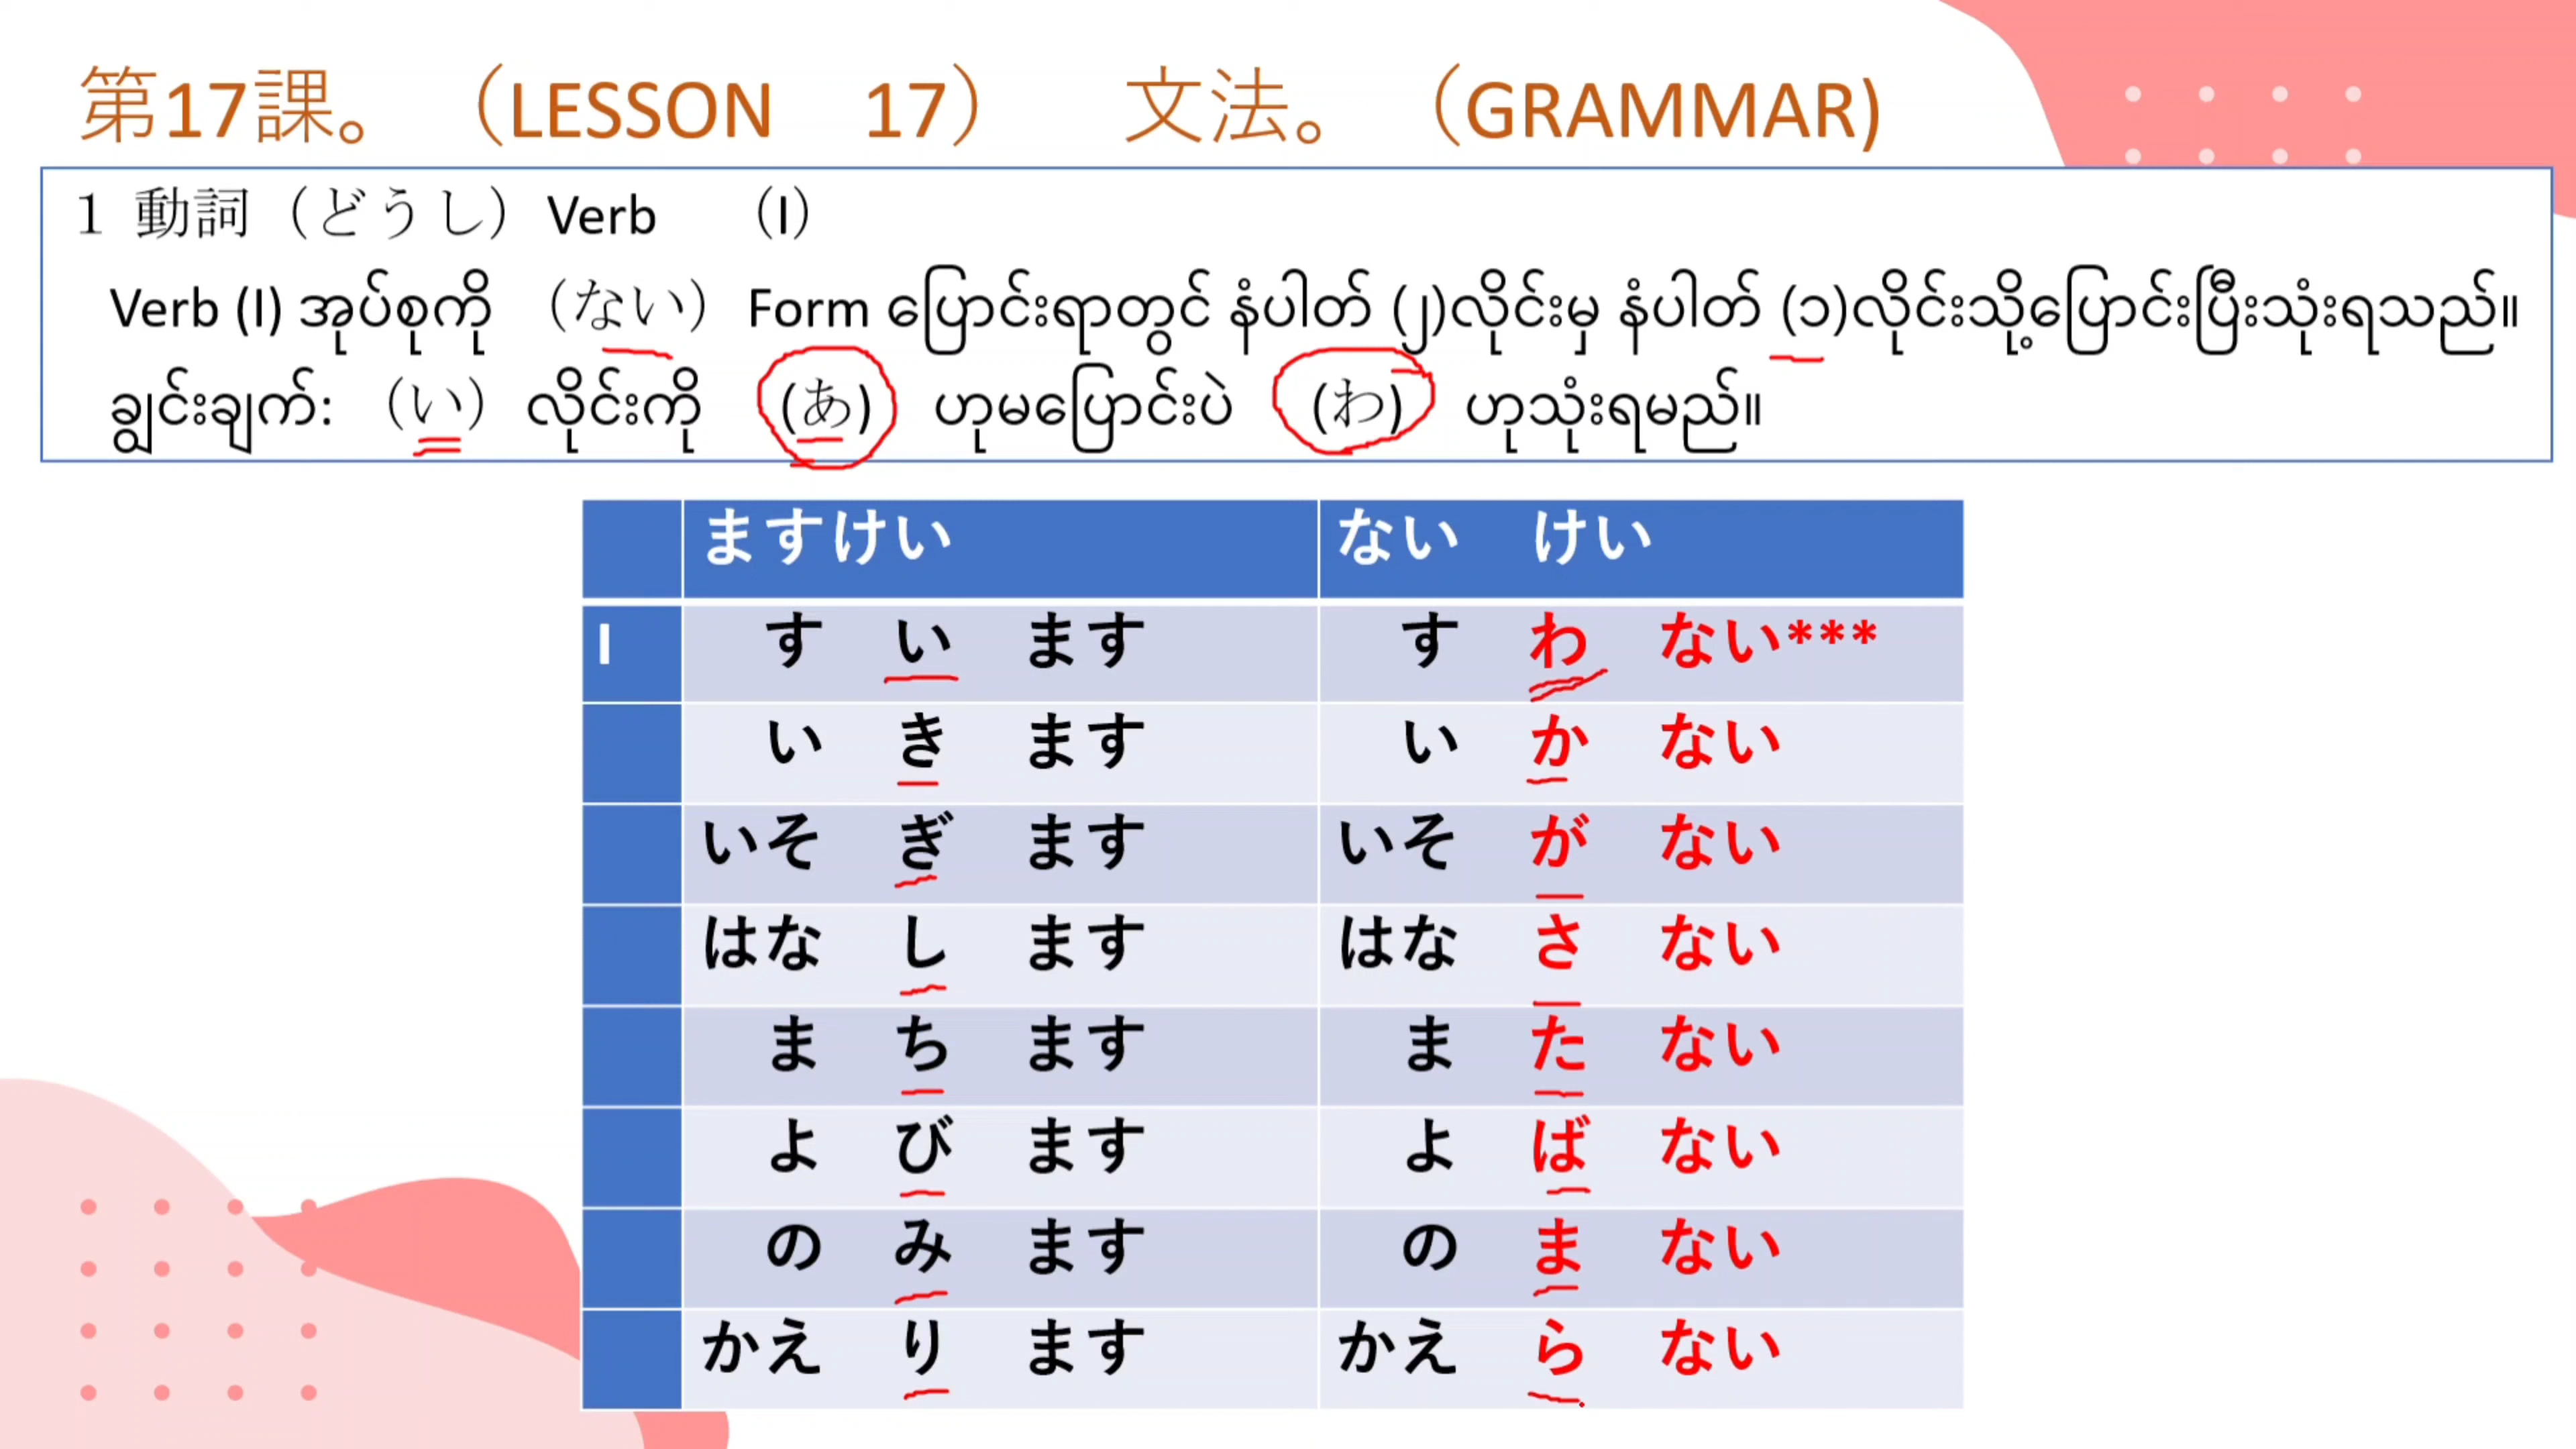 第17課。（LESSON　17）　文法。（GRAMMAR)
1 動詞（どうし）Verb　（I）
Verb (I) အုပ်စုကို （ない） Form ပြောင်းရာတွင် နံပါတ် (၂)လိုင်းမှ နံပါတ် (၁)လိုင်းသို့ပြောင်းပြီးသုံးရသည်။
ချွင်းချက်: （い） လိုင်းကို (あ) ဟုမပြောင်းပဲ (わ) ဟုသုံးရမည်။
ますけい　ない　けい
I　す　い　ます　す　わ　ない***
い　き　ます　い　か　ない
いそ　ぎ　ます　いそ　が　ない
はな　し　ます　はな　さ　ない
ま　ち　ます　ま　た　ない
よ　び　ます　よ　ば　ない
の　み　ます　の　ま　ない
かえ　り　ます　かえ　ら　ない